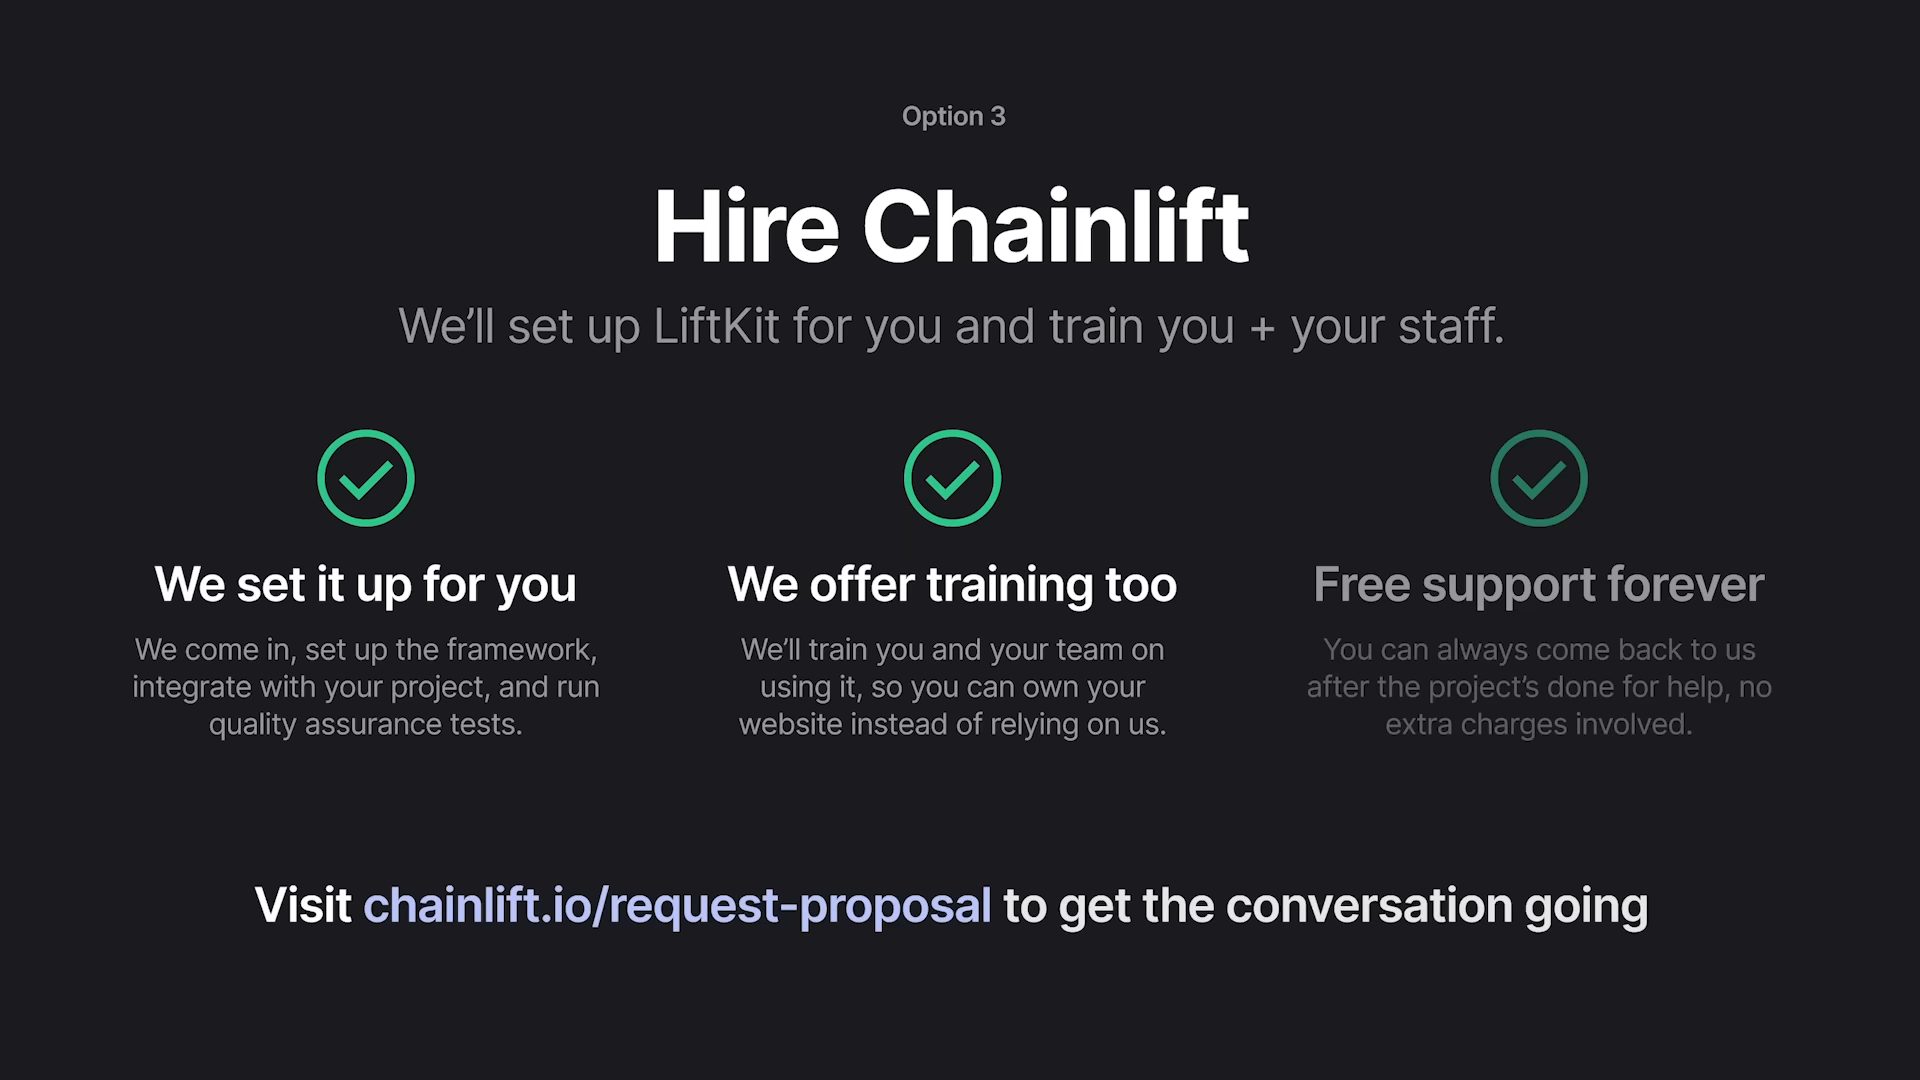 Option 3
Hire Chainlift
We’ll set up LiftKit for you and train you + your staff.
We set it up for you
We come in, set up the framework,
integrate with your project, and run
quality assurance tests.
We offer training too
We’ll train you and your team on
using it, so you can own your
website instead of relying on us.
Free support forever
You can always come back to us
after the project’s done for help, no
extra charges involved.
Visit chainlift.io/request-proposal to get the conversation going